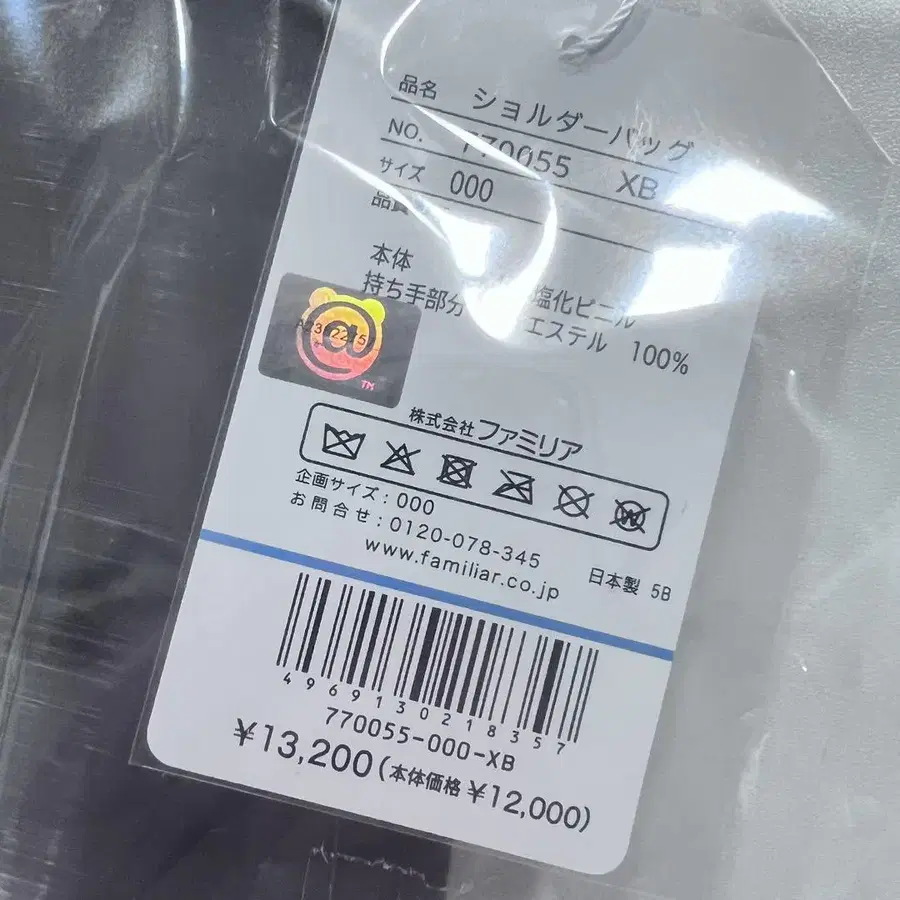 品名 ショルダーバッグ
NO. 770055 XB
サイズ 000
品質
本体 塩化ビニル
持ち手部分 エステル 100%
@
TM
株式会社ファミリア
企画サイズ:000
お問合せ:0120-078-345
www.familiar.co.jp
日本製 5B
4969130218357
770055-000-XB
¥13,200(本体価格 ¥12,000)